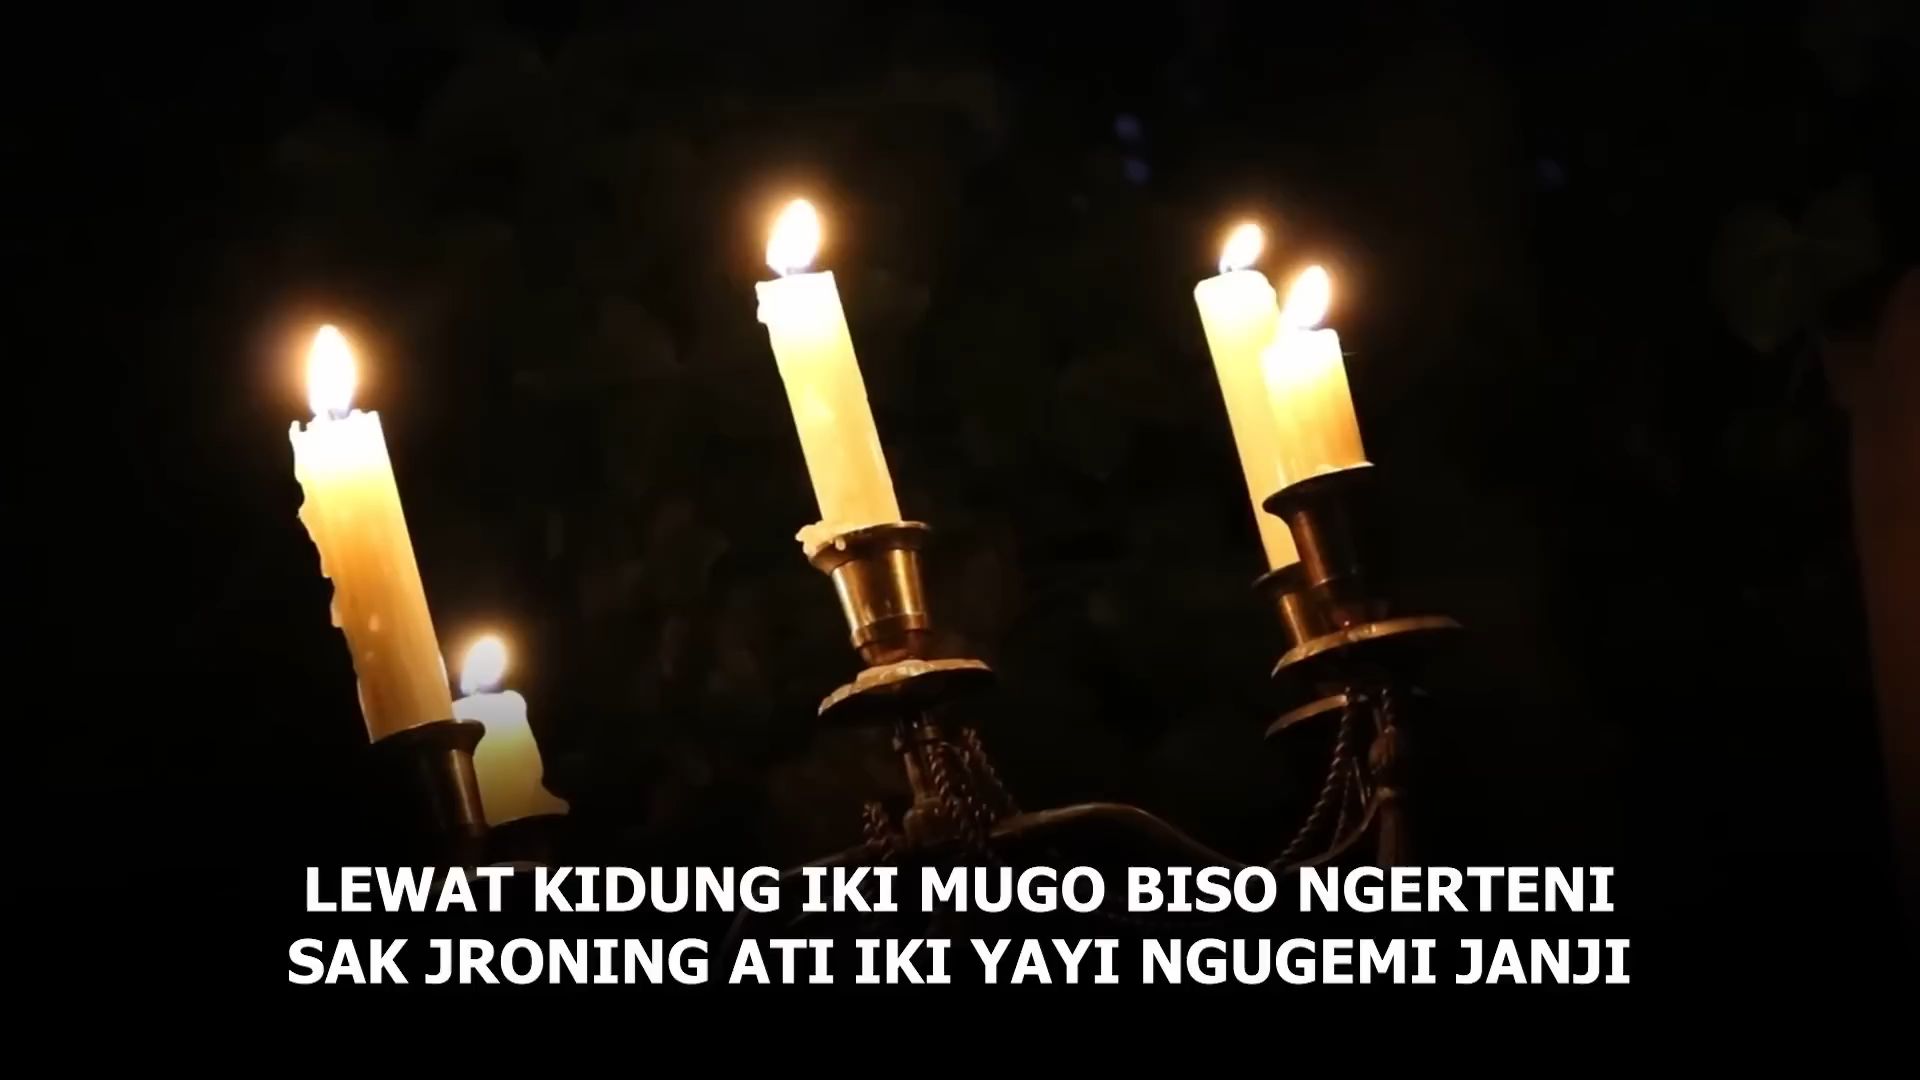 LEWAT KIDUNG IKI MUGO BISO NGERTENI
SAK JRONING ATI IKI YAYI NGUGEMI JANJI